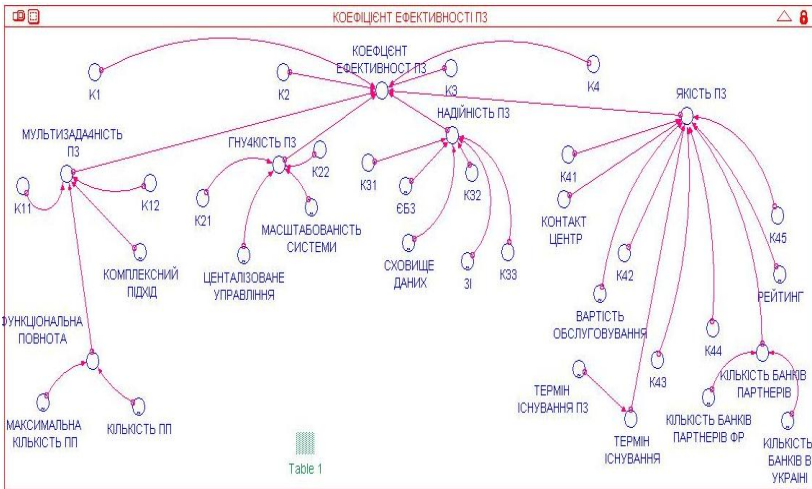 КОЕФІЦІЄНТ ЕФЕКТИВНОСТІ ПЗ
К1
К2
КОЕФЦЄНТ
ЕФЕКТИВНОСТ ПЗ
К3
К4
ЯКІСТЬ ПЗ
МУЛЬТИЗАДА4НІСТЬ
ПЗ
ГНУ4КІСТЬ ПЗ
НАДІЙНІСТЬ ПЗ
К11
К12
К21
К22
К31
ЄБЗ
К32
К41
КОНТАКТ
ЦЕНТР
К45
МАСШТАБОВАНІСТЬ
СИСТЕМИ
КОМПЛЕКСНИЙ
ПІДХІД
ЦЕНТАЛІЗОВАНЕ
УПРАВЛІННЯ
СХОВИЩЕ
ДАНИХ
ЗІ
К33
К42
РЕЙТИНГ
ВАРТІСТЬ
ОБСЛУГОВУВАННЯ
ФУНКЦІОНАЛЬНА
ПОВНОТА
К43
К44
КІЛЬКІСТЬ БАНКІВ
ПАРТНЕРІВ
ТЕРМІН
ІСНУВАННЯ ПЗ
МАКСИМАЛЬНА
КІЛЬКІСТЬ ПП
КІЛЬКІСТЬ ПП
ТЕРМІН
ІСНУВАННЯ
КІЛЬКІСТЬ БАНКІВ
ПАРТНЕРІВ ФР
КІЛЬКІСТЬ
БАНКІВ В
УКРАЇНІ
Table 1